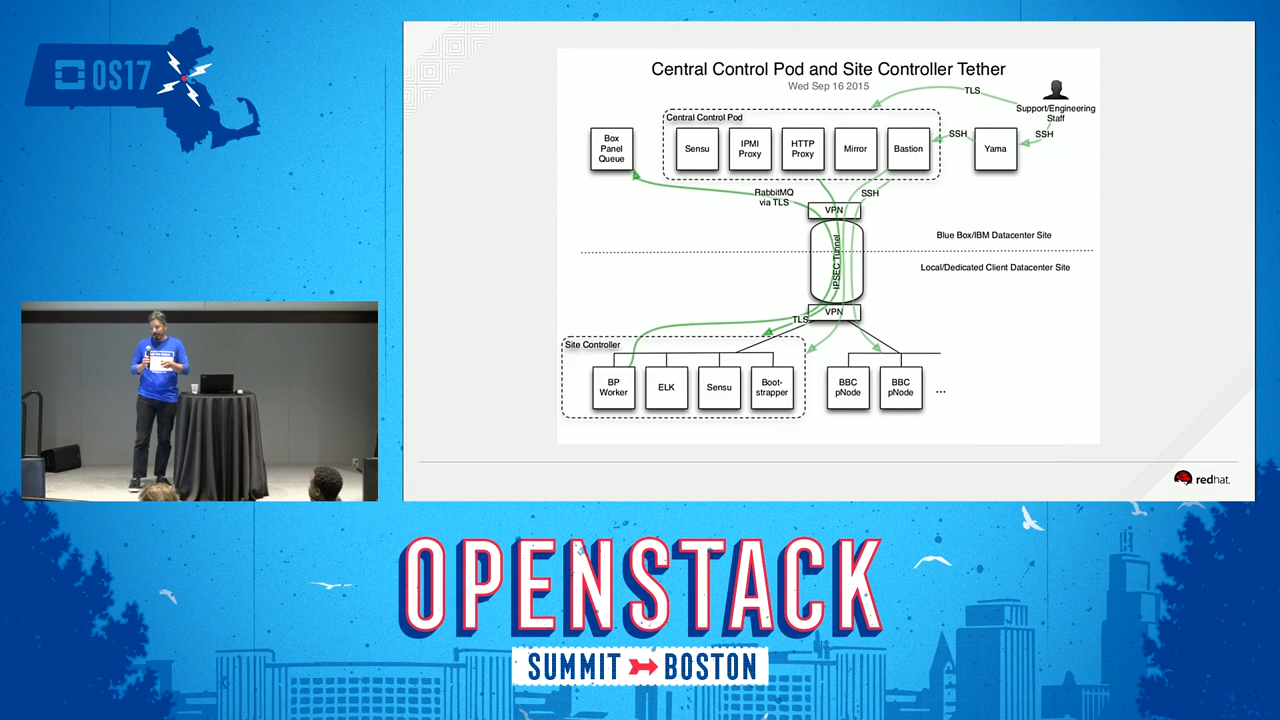 OS17
Central Control Pod and Site Controller Tether
Wed Sep 16 2015
TLS
Support/Engineering
Staff
Central Control Pod
Box
Panel
Queue
Sensu
IPMI
Proxy
HTTP
Proxy
Mirror
Bastion
SSH
Yama
SSH
RabbitMQ
via TLS
SSH
VPN
Blue Box/IBM Datacenter Site
IPSEC Tunnel
Local/Dedicated Client Datacenter Site
VPN
TLS
Site Controller
BP
Worker
ELK
Sensu
Boot-
strapper
BBC
pNode
BBC
pNode
...
redhat.
OPENSTACK
SUMMIT BOSTON